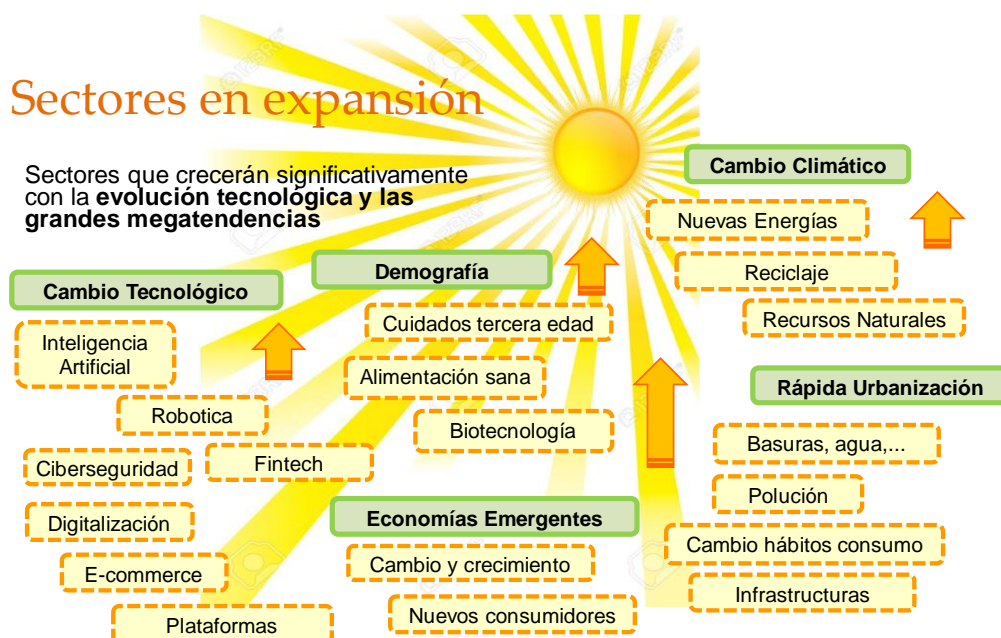 Sectores en expansión
Sectores que crecerán significativamente
con la evolución tecnológica y las
grandes megatendencias
Cambio Tecnológico
Inteligencia
Artificial
Robotica
Ciberseguridad
Fintech
Digitalización
E-commerce
Plataformas
Demografía
Cuidados tercera edad
Alimentación sana
Biotecnología
Economías Emergentes
Cambio y crecimiento
Nuevos consumidores
Cambio Climático
Nuevas Energías
Reciclaje
Recursos Naturales
Rápida Urbanización
Basuras, agua,...
Polución
Cambio hábitos consumo
Infrastructuras